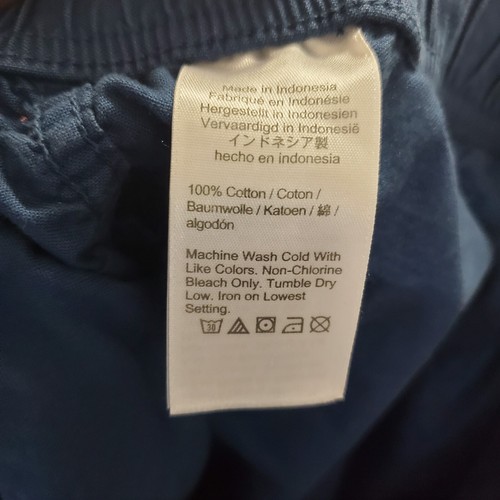 Made in Indonesia
Fabriqué en Indonésie
Hergestellt in Indonesien
Vervaardigd in Indonesië
インドネシア製
hecho en indonesia
100% Cotton / Coton /
Baumwolle / Katoen / 綿 /
algodón
Machine Wash Cold With
Like Colors. Non-Chlorine
Bleach Only. Tumble Dry
Low. Iron on Lowest
Setting.
30